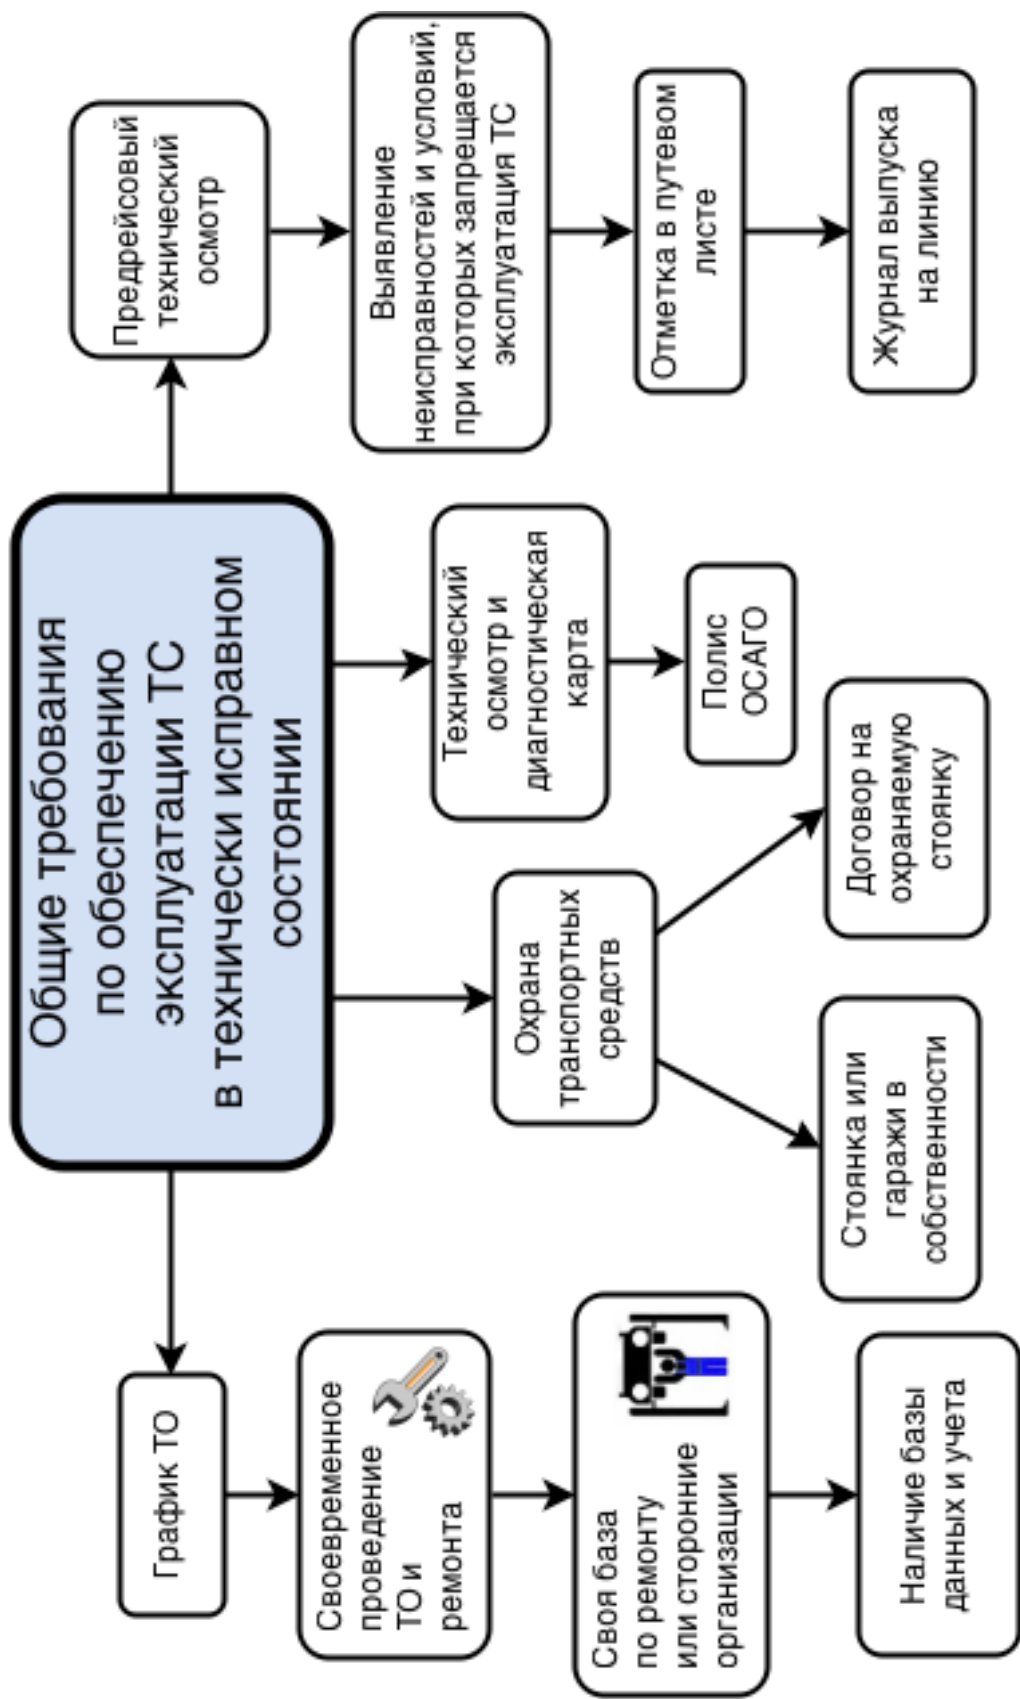 Общие требования
по обеспечению
эксплуатации ТС
в технически исправном
состоянии
График ТО
Своевременное
проведение
ТО и
ремонта
Своя база
по ремонту
или сторонние
организации
Наличие базы
данных и учета
Охрана
транспортных
средств
Стоянка или
гаражи в
собственности
Договор на
охраняемую
стоянку
Технический
осмотр и
диагностическая
карта
Полис
ОСАГО
Предрейсовый
технический
осмотр
Выявление
неисправностей и условий,
при которых запрещается
эксплуатация ТС
Отметка в путевом
листе
Журнал выпуска
на линию